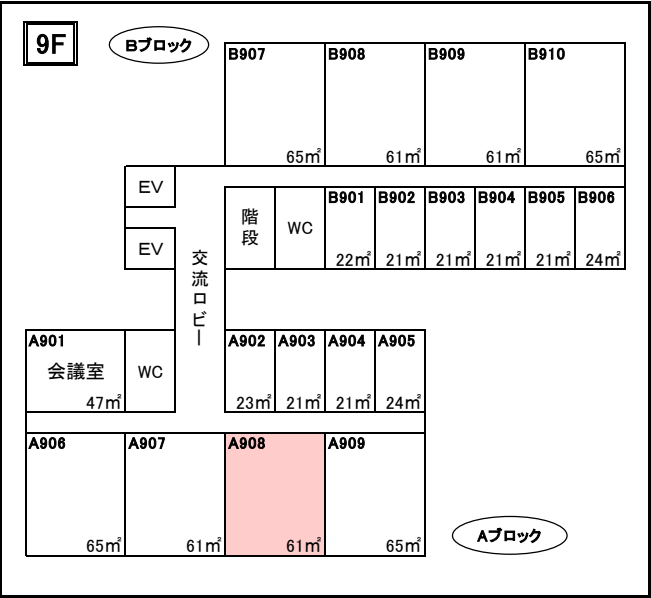 9F
Bブロック
B907
B908
B909
B910
65㎡
61㎡
61㎡
65㎡
EV
EV
階段
WC
B901
B902
B903
B904
B905
B906
22㎡
21㎡
21㎡
21㎡
21㎡
24㎡
交流ロビー
A901
会議室
47㎡
WC
A902
A903
A904
A905
23㎡
21㎡
21㎡
24㎡
A906
A907
A908
A909
65㎡
61㎡
61㎡
65㎡
Aブロック